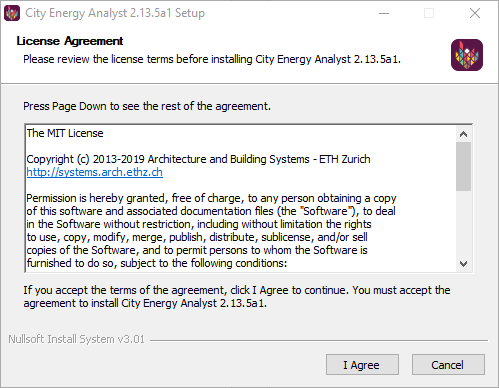 City Energy Analyst 2.13.5a1 Setup
License Agreement
Please review the license terms before installing City Energy Analyst 2.13.5a1.
Press Page Down to see the rest of the agreement.
The MIT License
Copyright (c) 2013-2019 Architecture and Building Systems - ETH Zurich
http://systems.arch.ethz.ch
Permission is hereby granted, free of charge, to any person obtaining a copy
of this software and associated documentation files (the "Software"), to deal
in the Software without restriction, including without limitation the rights
to use, copy, modify, merge, publish, distribute, sublicense, and/or sell
copies of the Software, and to permit persons to whom the Software is
furnished to do so, subject to the following conditions:
If you accept the terms of the agreement, click I Agree to continue. You must accept the
agreement to install City Energy Analyst 2.13.5a1.
Nullsoft Install System v3.01
I Agree
Cancel